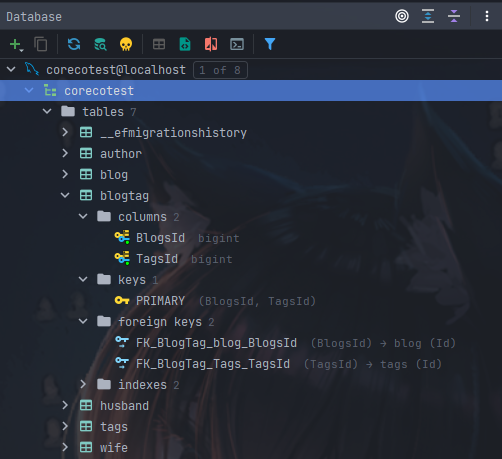 Database
corecotest@localhost 1 of 8
corecotest
tables 7
__efmigrationshistory
author
blog
blogtag
columns 2
BlogsId bigint
TagsId bigint
keys 1
PRIMARY (BlogsId, TagsId)
foreign keys 2
FK_BlogTag_blog_BlogsId (BlogsId) → blog (Id)
FK_BlogTag_Tags_TagsId (TagsId) → tags (Id)
indexes 2
husband
tags
wife